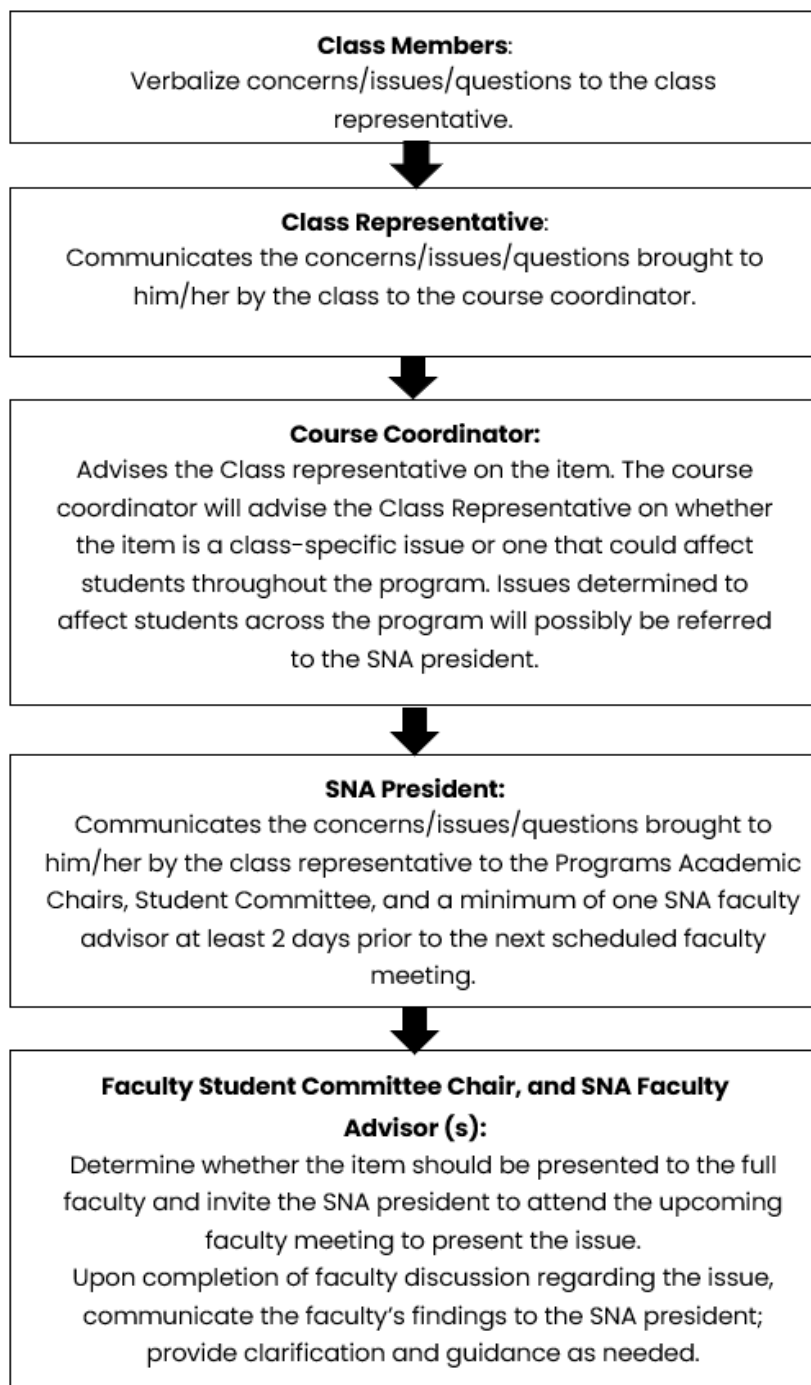 Class Members:
Verbalize concerns/issues/questions to the class
representative.
Class Representative:
Communicates the concerns/issues/questions brought to
him/her by the class to the course coordinator.
Course Coordinator:
Advises the Class representative on the item. The course
coordinator will advise the Class Representative on whether
the item is a class-specific issue or one that could affect
students throughout the program. Issues determined to
affect students across the program will possibly be referred
to the SNA president.
SNA President:
Communicates the concerns/issues/questions brought to
him/her by the class representative to the Programs Academic
Chairs, Student Committee, and a minimum of one SNA faculty
advisor at least 2 days prior to the next scheduled faculty
meeting.
Faculty Student Committee Chair, and SNA Faculty
Advisor (s):
Determine whether the item should be presented to the full
faculty and invite the SNA president to attend the upcoming
faculty meeting to present the issue.
Upon completion of faculty discussion regarding the issue,
communicate the faculty's findings to the SNA president;
provide clarification and guidance as needed.